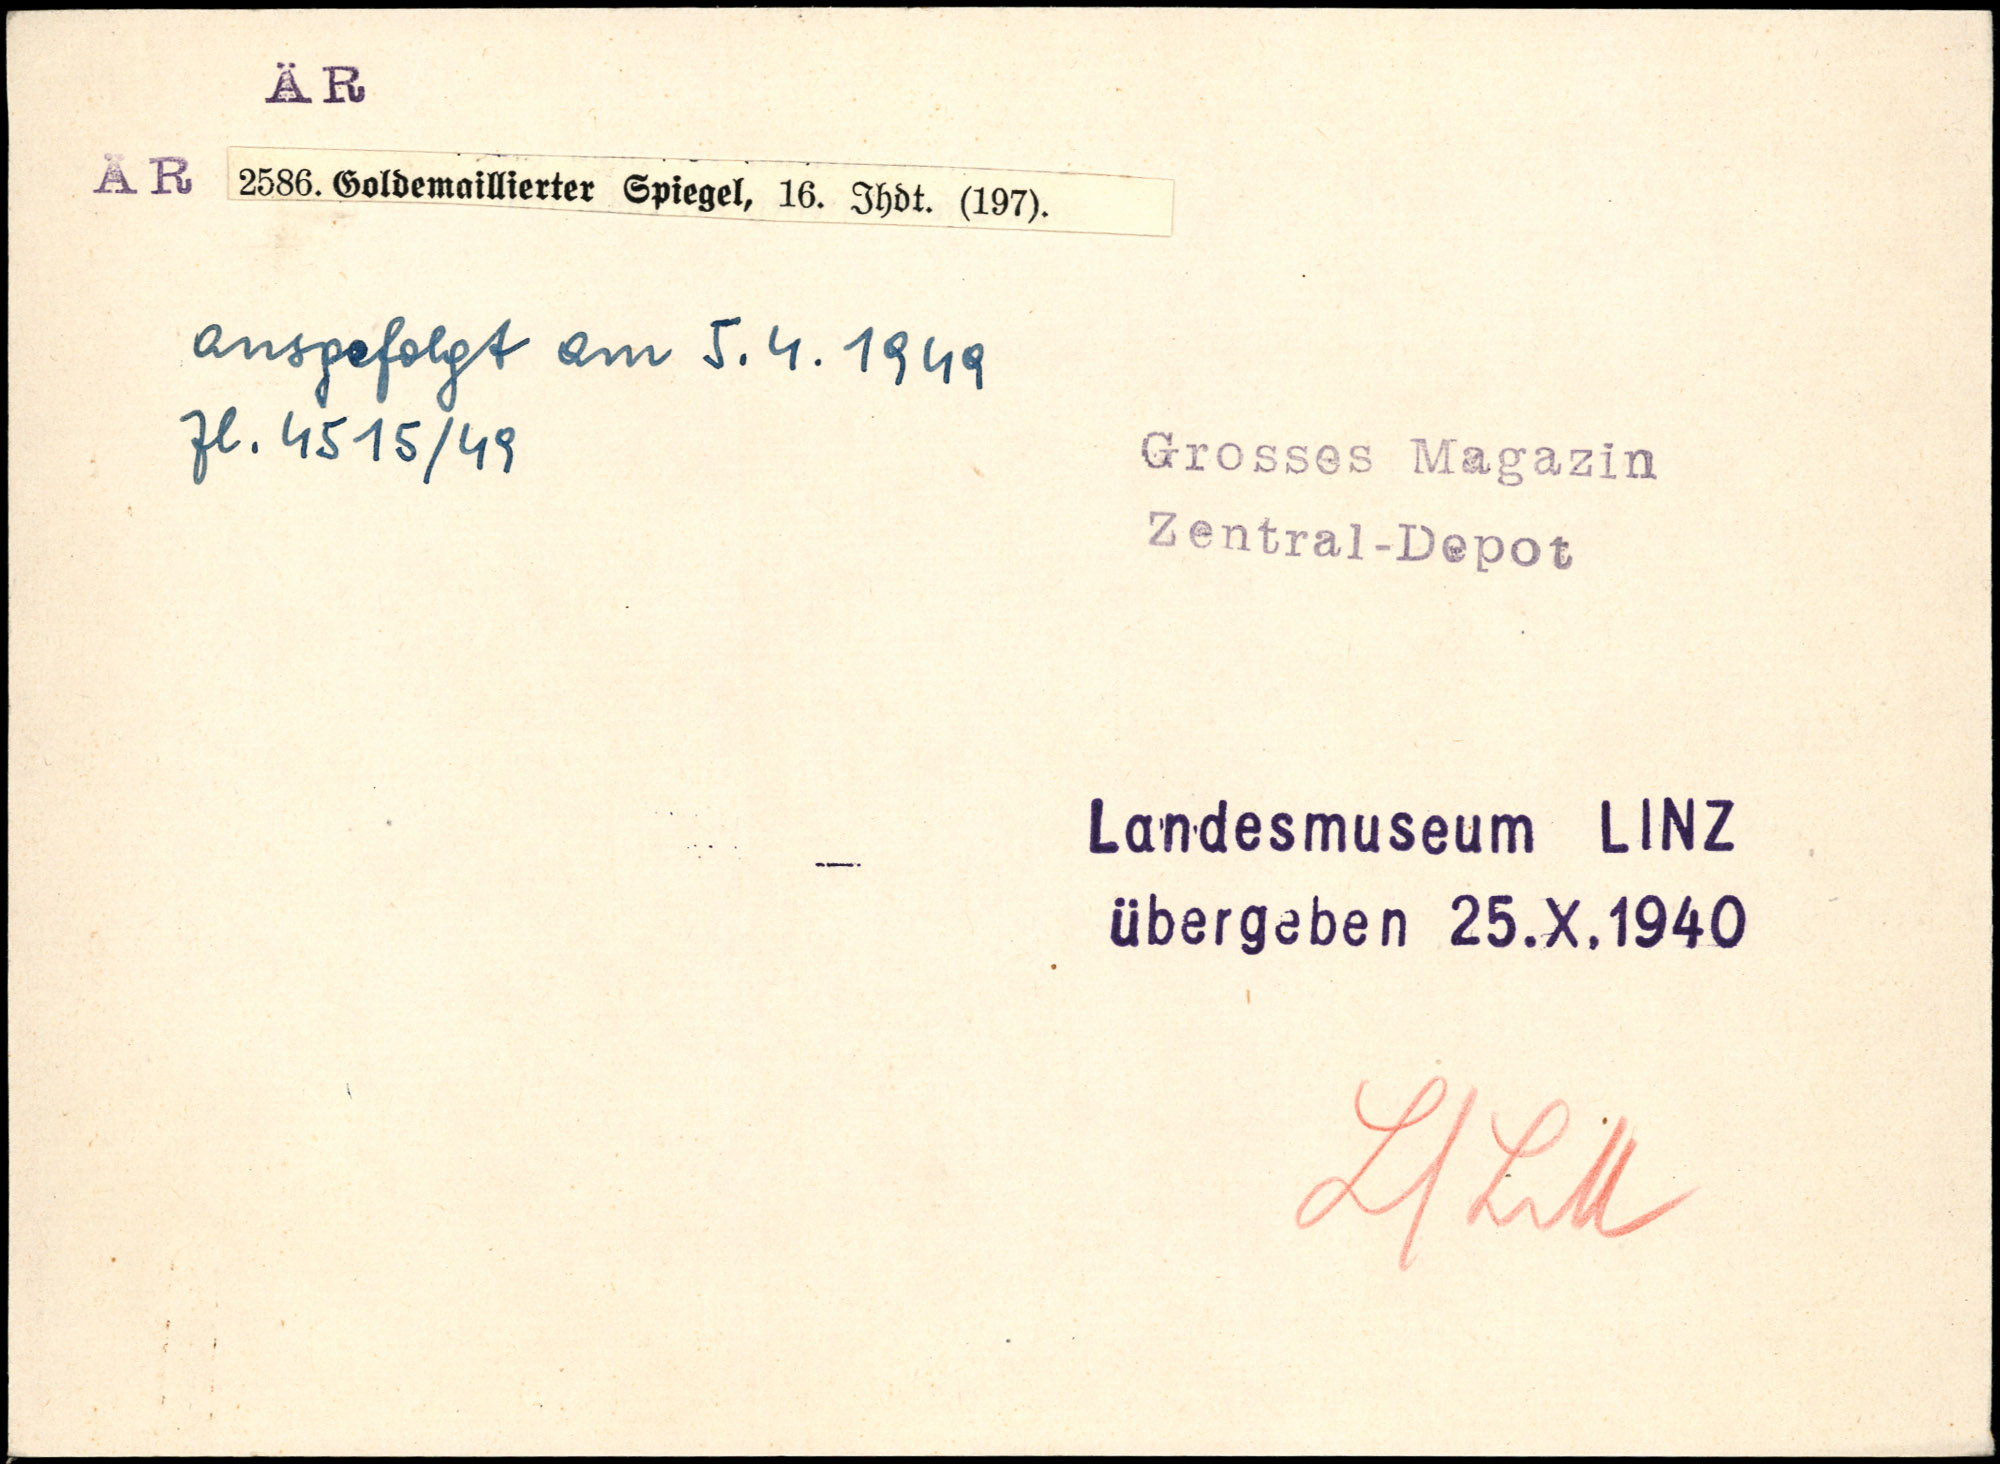 ÄR
ÄR 2586. Goldemaillierter Spiegel, 16. Jhdt. (197).
ausgefolgt am 5.4.1949
Zl. 4515/49
Grosses Magazin
Zentral-Depot
Landesmuseum LINZ
übergeben 25.X.1940